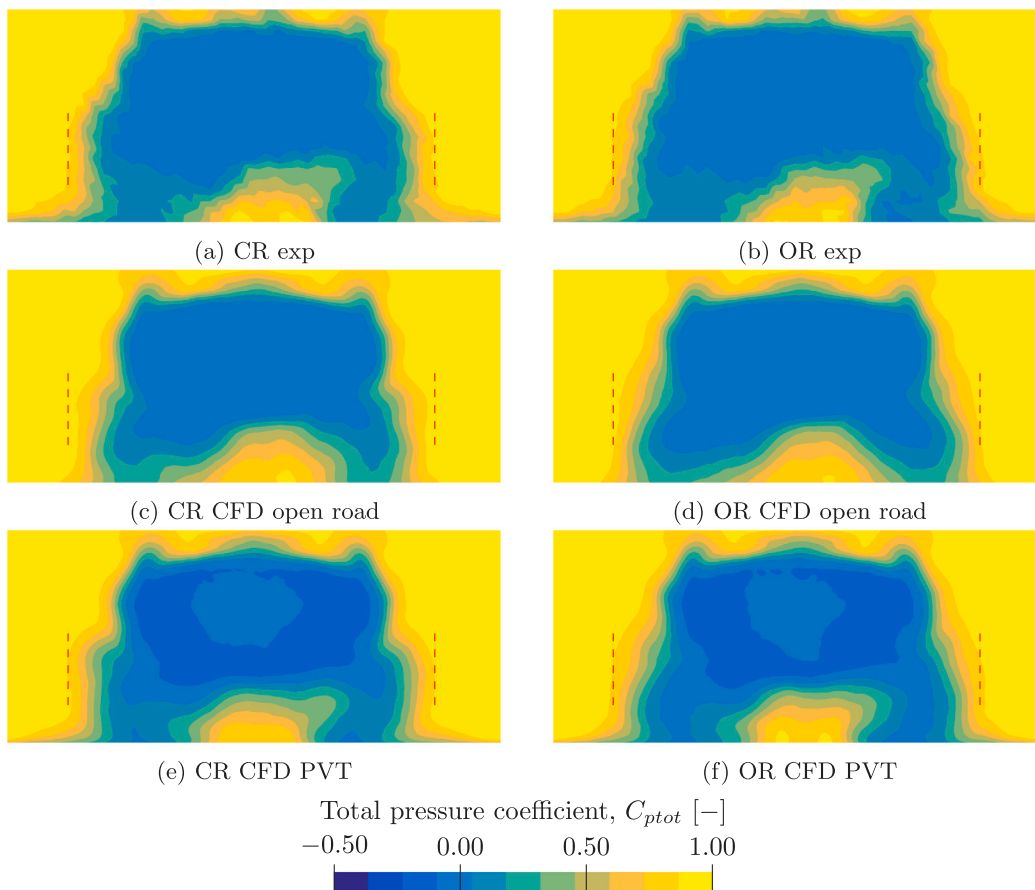 (a) CR exp
(b) OR exp
(c) CR CFD open road
(d) OR CFD open road
(e) CR CFD PVT
(f) OR CFD PVT
Total pressure coefficient, C_{ptot} [−]
−0.50 0.00 0.50 1.00